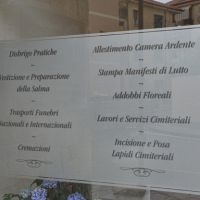 Disbrigo Pratiche
~
Vestizione e Preparazione
della Salma
~
Trasporti Funebri
Nazionali e Internazionali
~
Cremazioni
Allestimento Camera Ardente
~
Stampa Manifesti di Lutto
~
Addobbi Floreali
~
Lavori e Servizi Cimiteriali
~
Incisione e Posa
Lapidi Cimiteriali